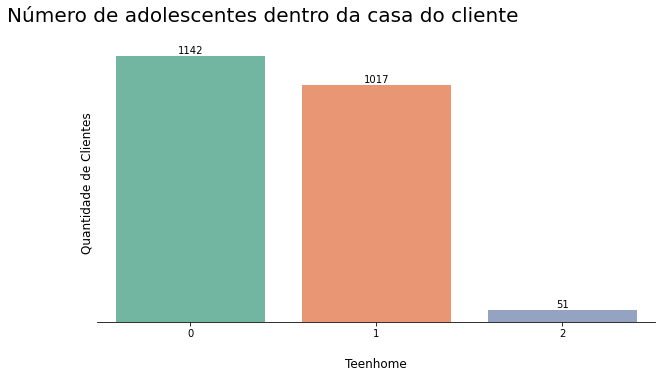 Número de adolescentes dentro da casa do cliente
1142
1017
51
Quantidade de Clientes
0
1
2
Teenhome